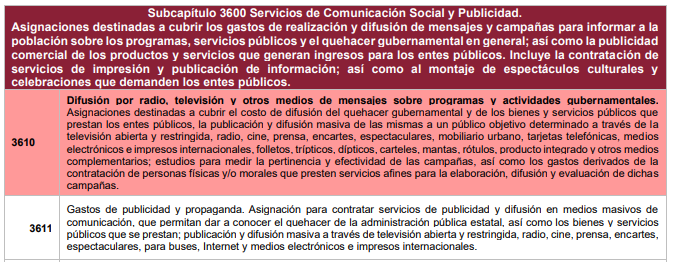 Subcapítulo 3600 Servicios de Comunicación Social y Publicidad.
Asignaciones destinadas a cubrir los gastos de realización y difusión de mensajes y campañas para informar a la
población sobre los programas, servicios públicos y el quehacer gubernamental en general; así como la publicidad
comercial de los productos y servicios que generan ingresos para los entes públicos. Incluye la contratación de
servicios de impresión y publicación de información; así como al montaje de espectáculos culturales y
celebraciones que demanden los entes públicos.
3610
Difusión por radio, televisión y otros medios de mensajes sobre programas y actividades gubernamentales.
Asignaciones destinadas a cubrir el costo de difusión del quehacer gubernamental y de los bienes y servicios públicos que
prestan los entes públicos, la publicación y difusión masiva de las mismas a un público objetivo determinado a través de la
televisión abierta y restringida, radio, cine, prensa, encartes, espectaculares, mobiliario urbano, tarjetas telefónicas, medios
electrónicos e impresos internacionales, folletos, trípticos, dípticos, carteles, mantas, rótulos, producto integrado y otros medios
complementarios; estudios para medir la pertinencia y efectividad de las campañas, así como los gastos derivados de la
contratación de personas físicas y/o morales que presten servicios afines para la elaboración, difusión y evaluación de dichas
campañas.
3611
Gastos de publicidad y propaganda. Asignación para contratar servicios de publicidad y difusión en medios masivos de
comunicación, que permitan dar a conocer el quehacer de la administración pública estatal, así como los bienes y servicios
públicos que se prestan; publicación y difusión masiva a través de televisión abierta y restringida, radio, cine, prensa, encartes,
espectaculares, para buses, Internet y medios electrónicos e impresos internacionales.